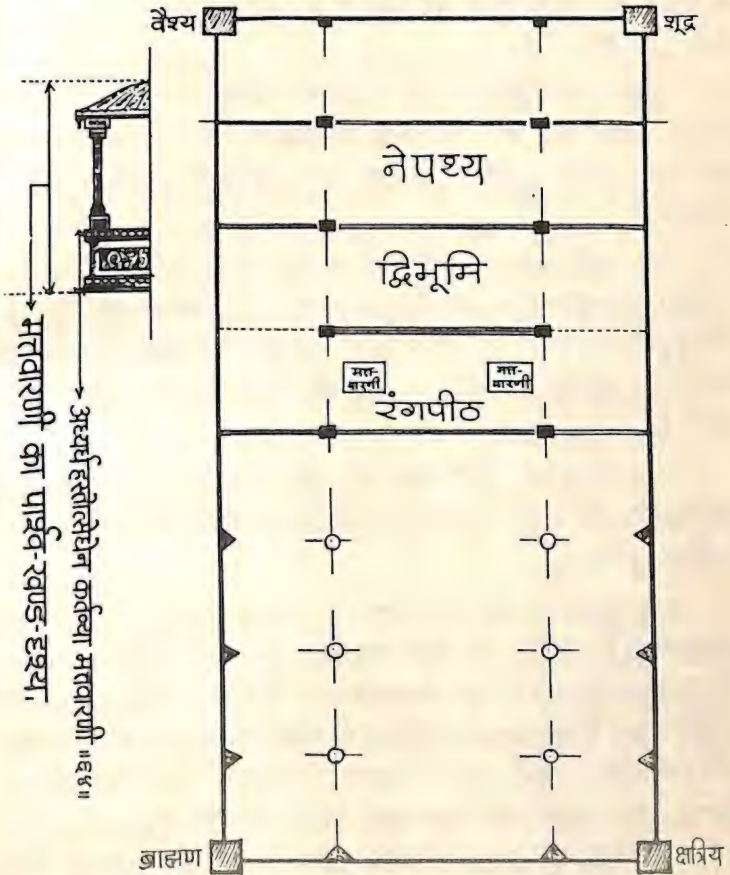 वैश्य
शूद्र
नेपथ्य
द्विभूमि
मत्त-
वारणी
मत्त-
वारणी
रंगपीठ
ब्राह्मण
क्षत्रिय
अध्यर्धहस्तोत्सेधेन कर्तव्या मत्तवारणी ॥६४॥
मत्तवारणी का पार्श्व-खण्ड-दृश्य.